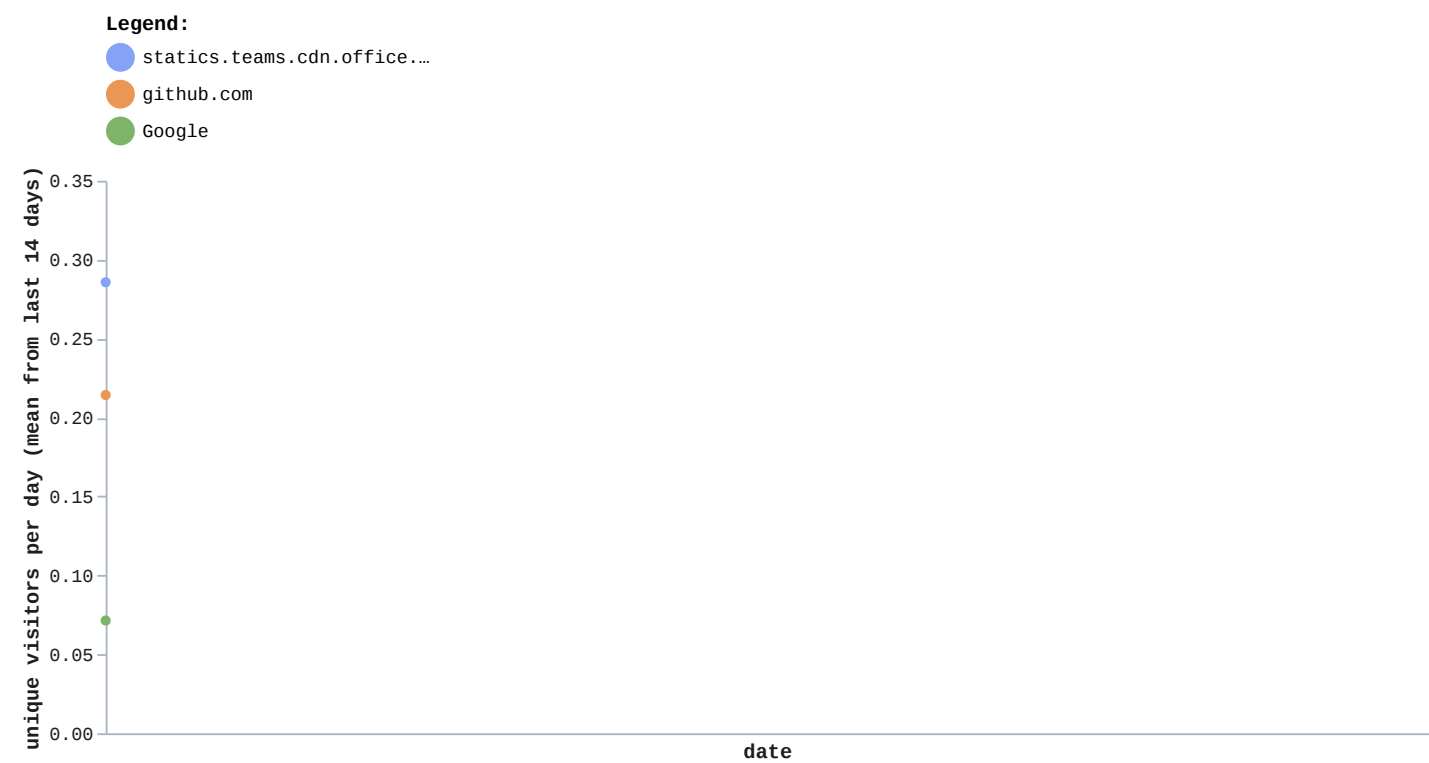 Legend:
statics.teams.cdn.office.…
github.com
Google
unique visitors per day (mean from last 14 days)
0.35
0.30
0.25
0.20
0.15
0.10
0.05
0.00
date